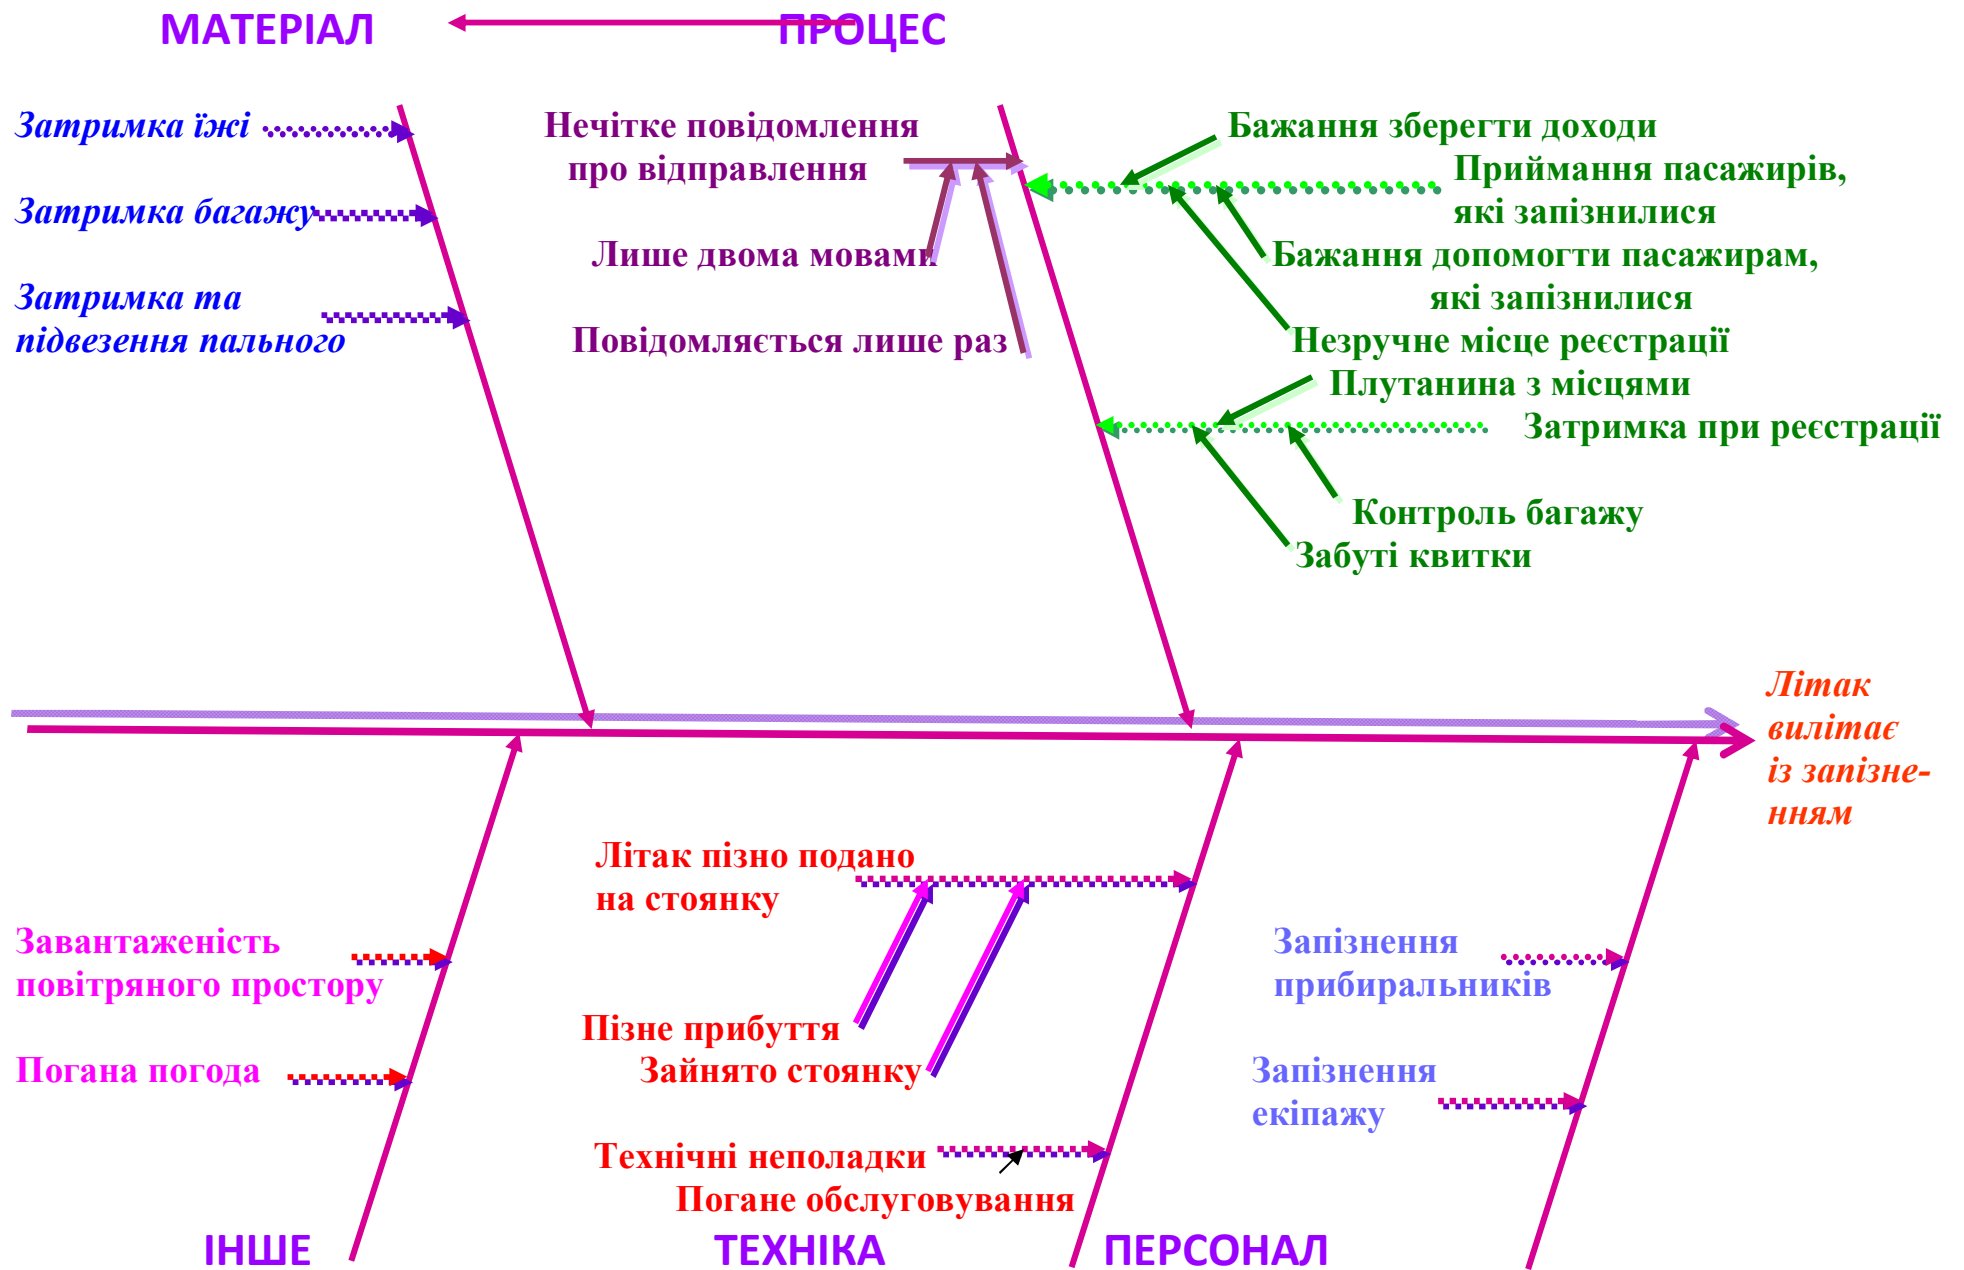 МАТЕРІАЛ
ПРОЦЕС
Затримка їжі
Затримка багажу
Затримка та
підвезення пального
Нечітке повідомлення
про відправлення
Лише двома мовами
Повідомляється лише раз
Бажання зберегти доходи
Приймання пасажирів,
які запізнилися
Бажання допомогти пасажирам,
які запізнилися
Незручне місце реєстрації
Плутанина з місцями
Затримка при реєстрації
Контроль багажу
Забуті квитки
Літак
вилітає
із запізне-
нням
Завантаженість
повітряного простору
Погана погода
Літак пізно подано
на стоянку
Пізне прибуття
Зайнято стоянку
Технічні неполадки
Погане обслуговування
Запізнення
прибиральників
Запізнення
екіпажу
ІНШЕ
ТЕХНІКА
ПЕРСОНАЛ